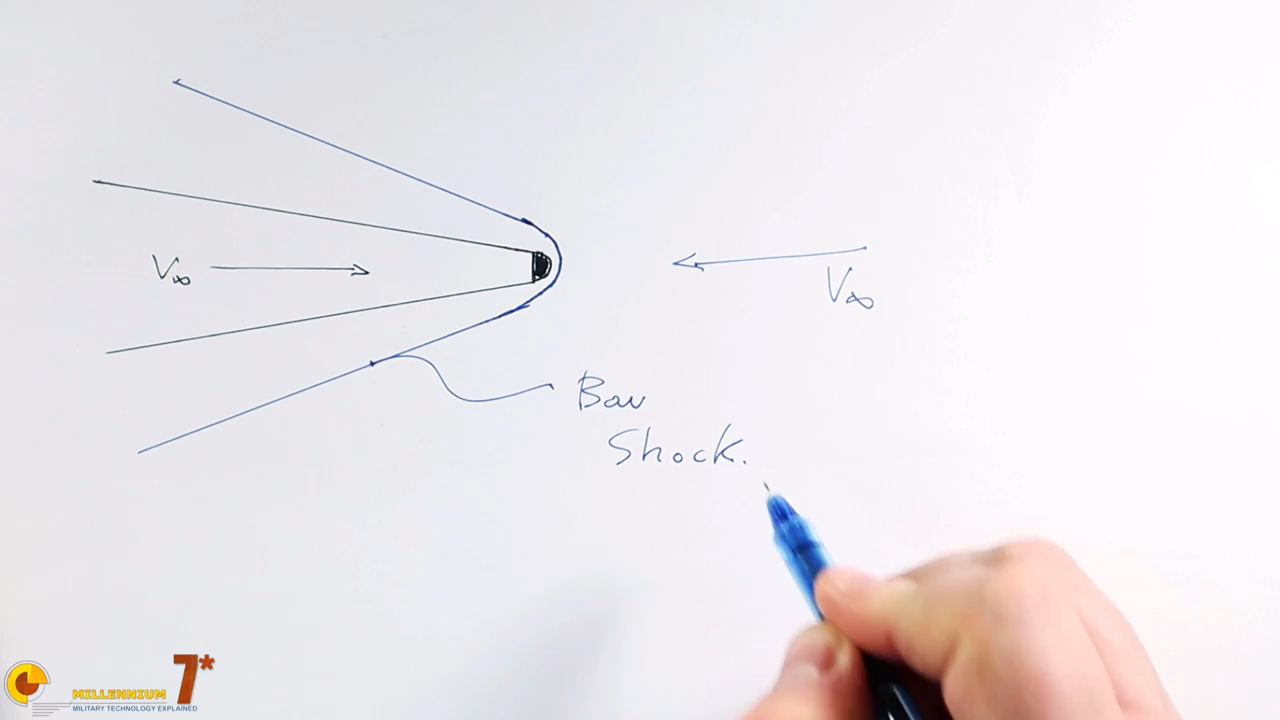 V∞
V∞
Bow
Shock.
MILLENNIUM 7*
MILITARY TECHNOLOGY EXPLAINED